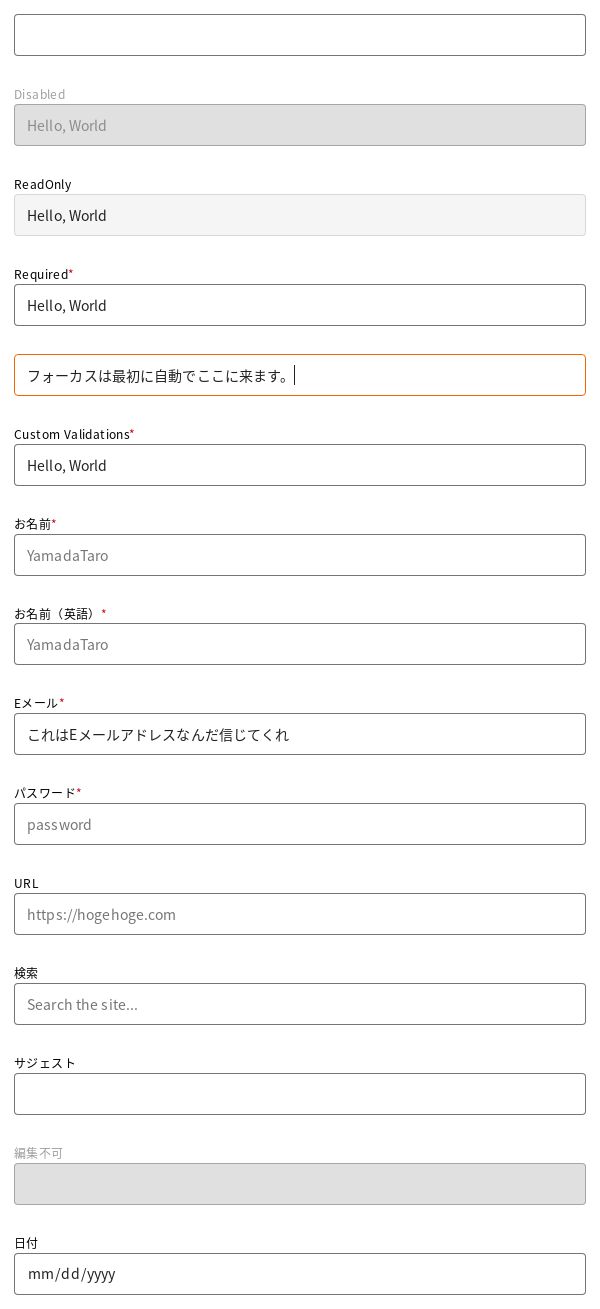 Disabled
Hello, World
ReadOnly
Hello, World
Required*
Hello, World
フォーカスは最初に自動でここに来ます。
Custom Validations*
Hello, World
お名前*
YamadaTaro
お名前（英語）*
YamadaTaro
Eメール*
これはEメールアドレスなんだ信じてくれ
パスワード*
password
URL
https://hogehoge.com
検索
Search the site...
サジェスト
編集不可
日付
mm/dd/yyyy